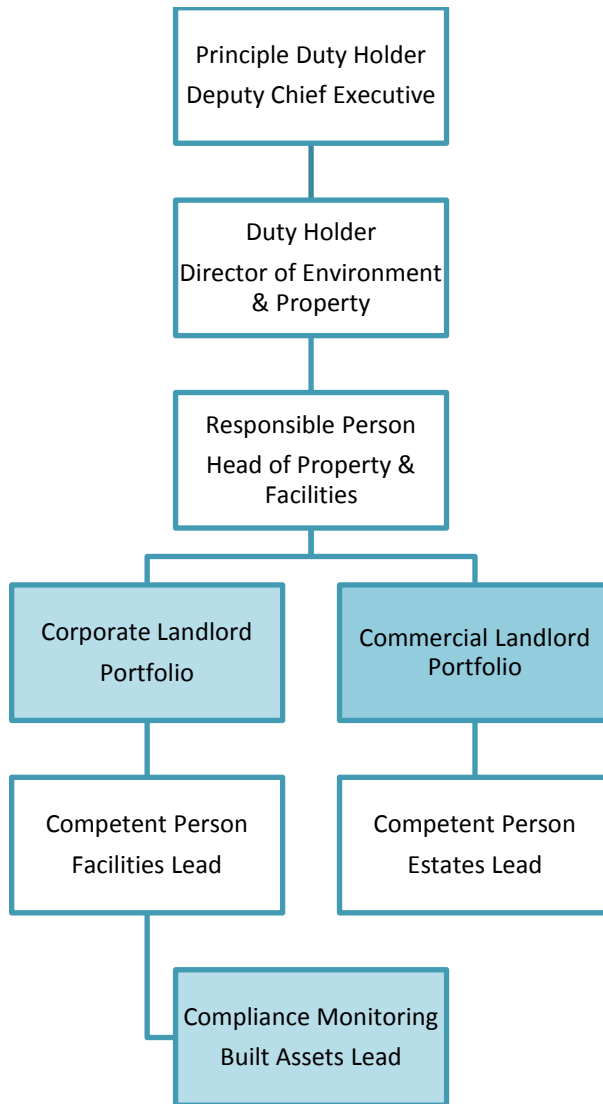 Principle Duty Holder
Deputy Chief Executive
Duty Holder
Director of Environment
& Property
Responsible Person
Head of Property &
Facilities
Corporate Landlord
Portfolio
Commercial Landlord
Portfolio
Competent Person
Facilities Lead
Competent Person
Estates Lead
Compliance Monitoring
Built Assets Lead